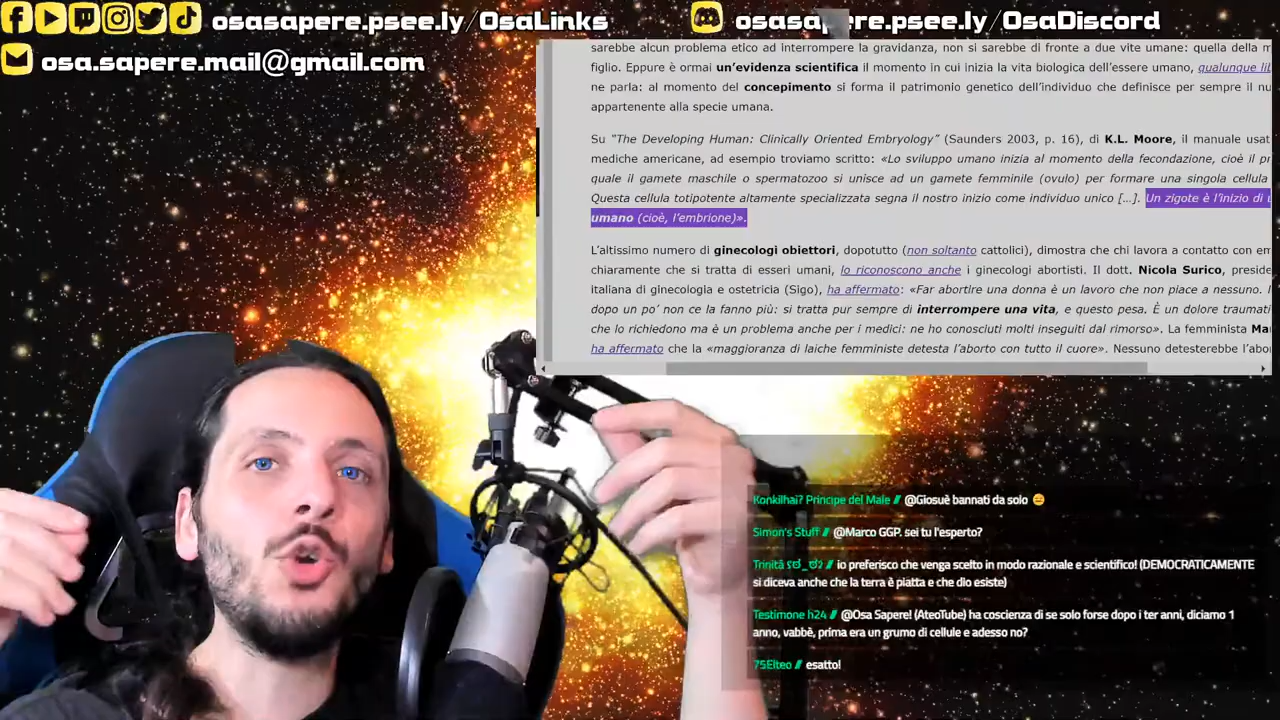 osasapere.psee.ly/OsaLinks
osasapere.psee.ly/OsaDiscord
osa.sapere.mail@gmail.com
sarebbe alcun problema etico ad interrompere la gravidanza, non si sarebbe di fronte a due vite umane: quella della m
figlio. Eppure è ormai un'evidenza scientifica il momento in cui inizia la vita biologica dell'essere umano, qualunque li
ne parla: al momento del concepimento si forma il patrimonio genetico dell'individuo che definisce per sempre il nu
appartenente alla specie umana.
Su "The Developing Human: Clinically Oriented Embryology" (Saunders 2003, p. 16), di K.L. Moore, il manuale usat
mediche americane, ad esempio troviamo scritto: «Lo sviluppo umano inizia al momento della fecondazione, cioè il pr
quale il gamete maschile o spermatozoo si unisce ad un gamete femminile (ovulo) per formare una singola cellula
Questa cellula totipotente altamente specializzata segna il nostro inizio come individuo unico [...]. Un zigote è l'inizio di u
umano (cioè, l'embrione)».
L'altissimo numero di ginecologi obiettori, dopotutto (non soltanto cattolici), dimostra che chi lavora a contatto con em
chiaramente che si tratta di esseri umani, lo riconoscono anche i ginecologi abortisti. Il dott. Nicola Surico, preside
italiana di ginecologia e ostetricia (Sigo), ha affermato: «Far abortire una donna è un lavoro che non piace a nessuno. I
dopo un po' non ce la fanno più: si tratta pur sempre di interrompere una vita, e questo pesa. È un dolore traumati
che lo richiedono ma è un problema anche per i medici: ne ho conosciuti molti inseguiti dal rimorso». La femminista Ma
ha affermato che la «maggioranza di laiche femministe detesta l'aborto con tutto il cuore». Nessuno detesterebbe l'abo
Konkilhai? Principe del Male // @Giosuè bannati da solo 😑
Simon's Stuff // @Marco GGP. sei tu l'esperto?
Trinità // io preferisco che venga scelto in modo razionale e scientifico! (DEMOCRATICAMENTE
si diceva anche che la terra è piatta e che dio esiste)
Testimone h24 // @Osa Sapere! (AteoTube) ha coscienza di se solo forse dopo i ter anni, diciamo 1
anno, vabbè, prima era un grumo di cellule e adesso no?
75Elteo // esatto!